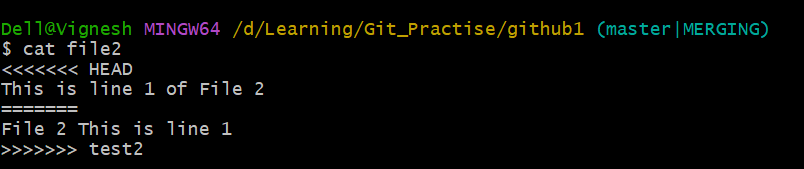 Dell@Vignesh MINGW64 /d/Learning/Git_Practise/github1 (master|MERGING)
$ cat file2
<<<<<<< HEAD
This is line 1 of File 2
=======
File 2 This is line 1
>>>>>>> test2